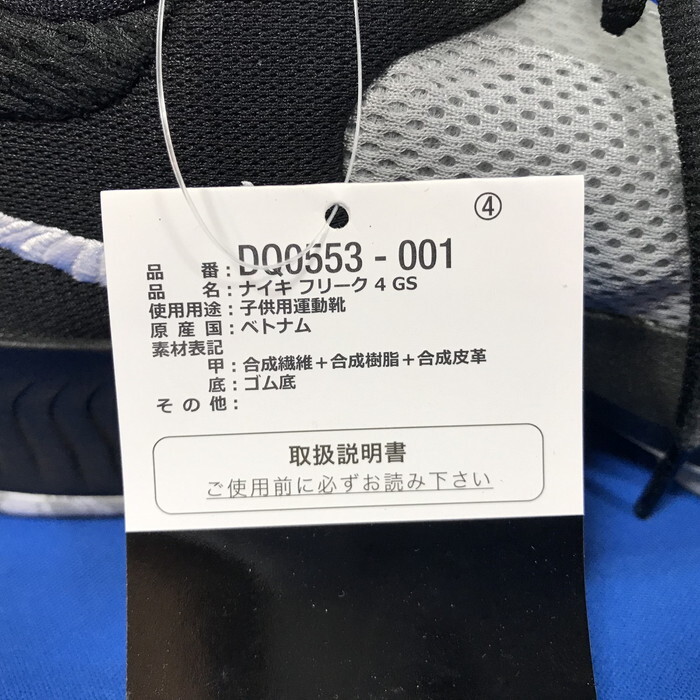 ④
品番：DQ0553 - 001
品名：ナイキ フリーク 4 GS
使用用途：子供用運動靴
原産国：ベトナム
素材表記
甲：合成繊維＋合成樹脂＋合成皮革
底：ゴム底
その他：
取扱説明書
ご使用前に必ずお読み下さい